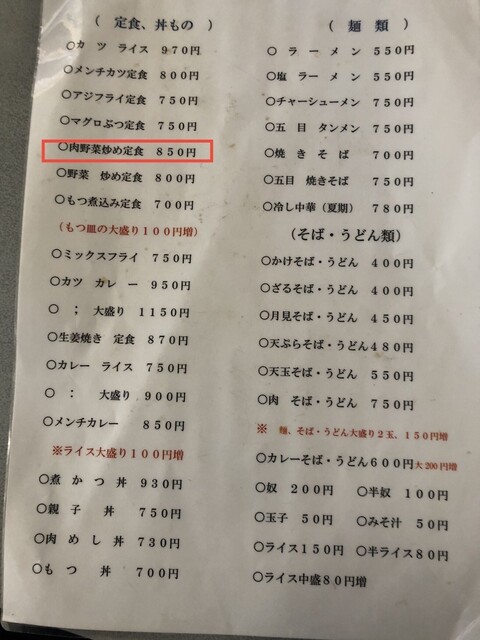 ( 定食、丼もの )
○カツ ライス 970円
○メンチカツ定食 800円
○アジフライ定食 750円
○マグロぶつ定食 750円
○肉野菜炒め定食 850円
○野菜 炒め定食 800円
○もつ煮込み定食 700円
(もつ皿の大盛り100円増)
○ミックスフライ 750円
○カツ カレー 950円
○ ； 大盛り 1150円
○生姜焼き 定食 870円
○カレー ライス 750円
○ ； 大盛り 900円
○メンチカレー 850円
※ライス大盛り100円増
○煮かつ丼 930円
○親子 丼 750円
○肉めし丼 730円
○もつ 丼 700円
( 麺 類 )
○ラーメン 550円
○塩 ラーメン 550円
○チャーシューメン 750円
○五目 タンメン 750円
○焼きそば 700円
○五目 焼きそば 750円
○冷し中華(夏期) 780円
(そば・うどん類)
○かけそば・うどん 400円
○ざるそば・うどん 400円
○月見そば・うどん 450円
○天ぷらそば・うどん480円
○天玉そば・うどん 550円
○肉 そば・うどん 750円
※ 麺、そば・うどん大盛り2玉、150円増
○カレーそば・うどん600円大200円増
○奴 200円 ○半奴 100円
○玉子 50円 ○みそ汁 50円
○ライス150円 ○半ライス80円
○ライス中盛80円増